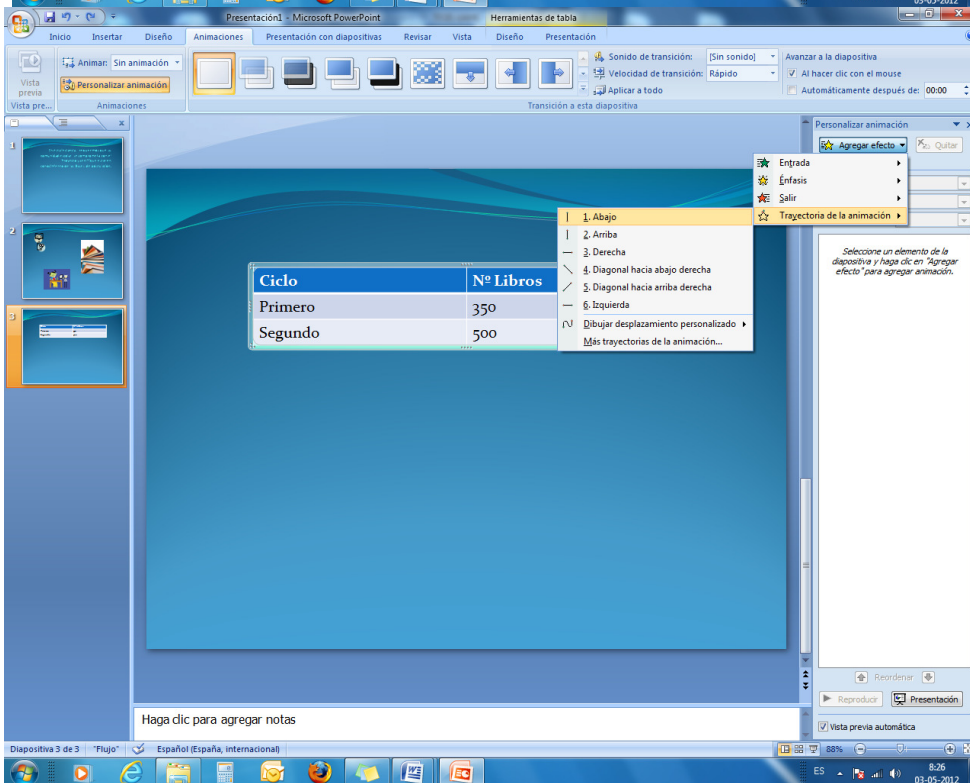 03-05-2012
Presentación1 - Microsoft PowerPoint
Herramientas de tabla
Inicio Insertar Diseño Animaciones Presentación con diapositivas Revisar Vista Diseño Presentación
Vista previa
Animar: Sin animación
Personalizar animación
Sonido de transición: [Sin sonido]
Velocidad de transición: Rápido
Aplicar a todo
Avanzar a la diapositiva
Al hacer clic con el mouse
Automáticamente después de: 00:00
Vista pre...
Animaciones
Transición a esta diapositiva
Personalizar animación
Agregar efecto
Quitar
Entrada
Énfasis
Salir
Trayectoria de la animación
1. Abajo
2. Arriba
3. Derecha
4. Diagonal hacia abajo derecha
5. Diagonal hacia arriba derecha
6. Izquierda
Dibujar desplazamiento personalizado
Más trayectorias de la animación...
Seleccione un elemento de la
diapositiva y haga clic en "Agregar
efecto" para agregar animación.
1
2
3
Ciclo Nº Libros
Primero 350
Segundo 500
Reordenar
Reproducir
Presentación
Vista previa automática
Haga clic para agregar notas
Diapositiva 3 de 3 "Flujo" Español (España, internacional) 88%
ES 8:26
03-05-2012